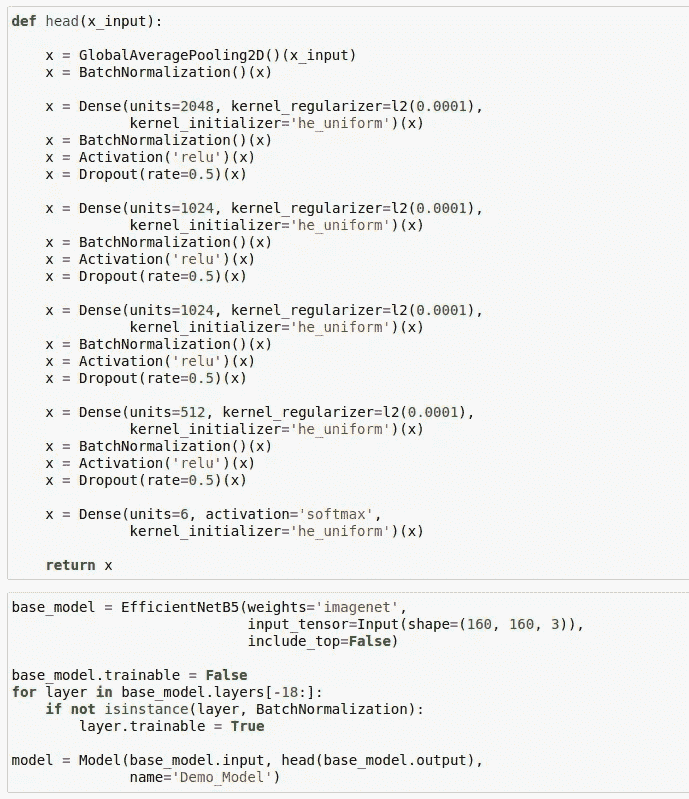 def head(x_input):
x = GlobalAveragePooling2D()(x_input)
x = BatchNormalization()(x)
x = Dense(units=2048, kernel_regularizer=l2(0.0001),
kernel_initializer='he_uniform')(x)
x = BatchNormalization()(x)
x = Activation('relu')(x)
x = Dropout(rate=0.5)(x)
x = Dense(units=1024, kernel_regularizer=l2(0.0001),
kernel_initializer='he_uniform')(x)
x = BatchNormalization()(x)
x = Activation('relu')(x)
x = Dropout(rate=0.5)(x)
x = Dense(units=1024, kernel_regularizer=l2(0.0001),
kernel_initializer='he_uniform')(x)
x = BatchNormalization()(x)
x = Activation('relu')(x)
x = Dropout(rate=0.5)(x)
x = Dense(units=512, kernel_regularizer=l2(0.0001),
kernel_initializer='he_uniform')(x)
x = BatchNormalization()(x)
x = Activation('relu')(x)
x = Dropout(rate=0.5)(x)
x = Dense(units=6, activation='softmax',
kernel_initializer='he_uniform')(x)
return x
base_model = EfficientNetB5(weights='imagenet',
input_tensor=Input(shape=(160, 160, 3)),
include_top=False)
base_model.trainable = False
for layer in base_model.layers[-18:]:
if not isinstance(layer, BatchNormalization):
layer.trainable = True
model = Model(base_model.input, head(base_model.output),
name='Demo_Model')